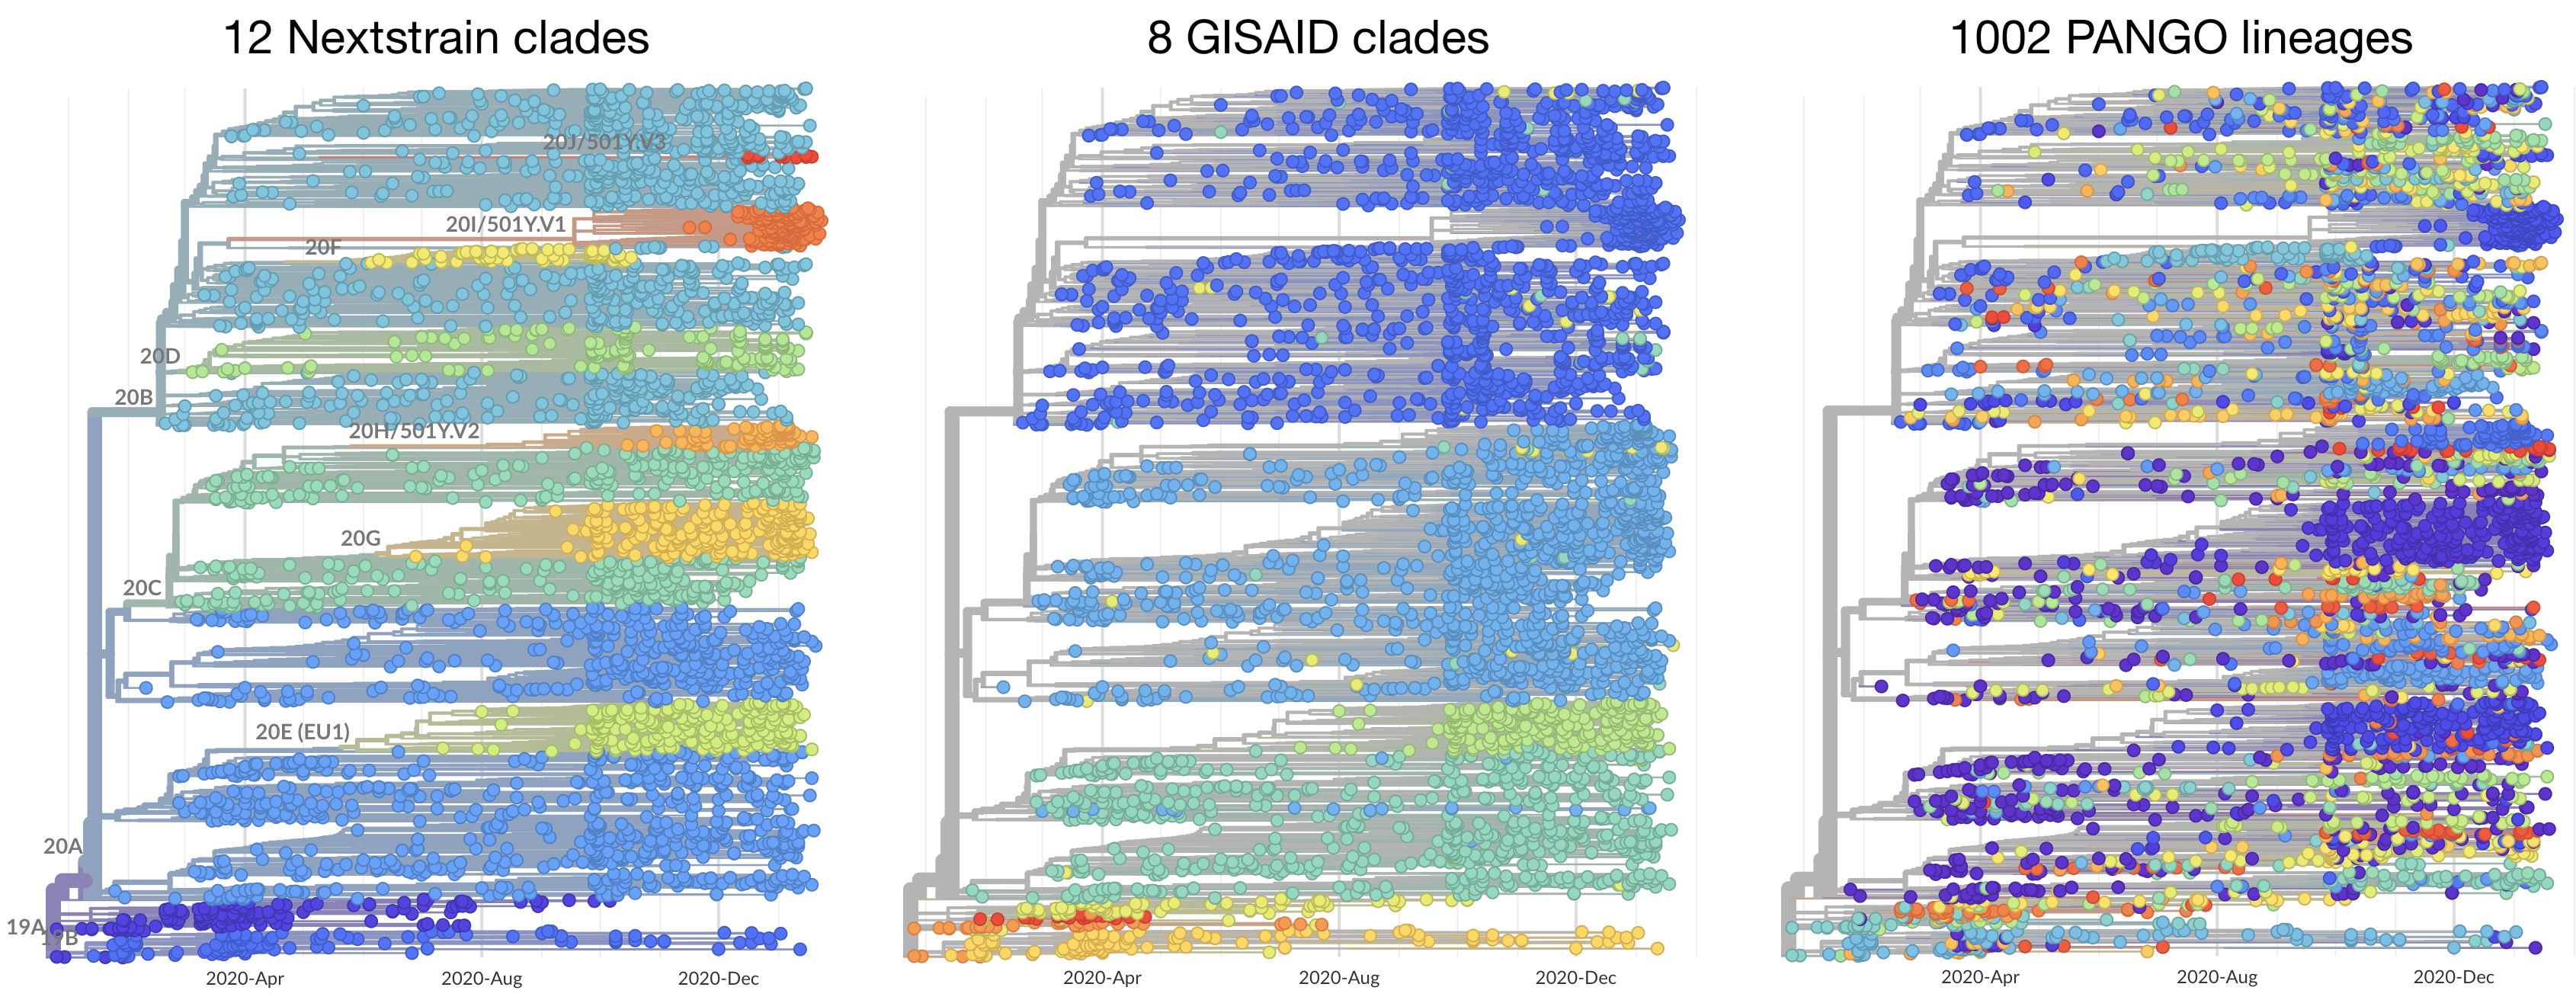 12 Nextstrain clades
8 GISAID clades
1002 PANGO lineages
20J/501Y.V3
20I/501Y.V1
20F
20D
20B
20H/501Y.V2
20G
20C
20E (EU1)
20A
19A
19B
2020-Apr 2020-Aug 2020-Dec
2020-Apr 2020-Aug 2020-Dec
2020-Apr 2020-Aug 2020-Dec